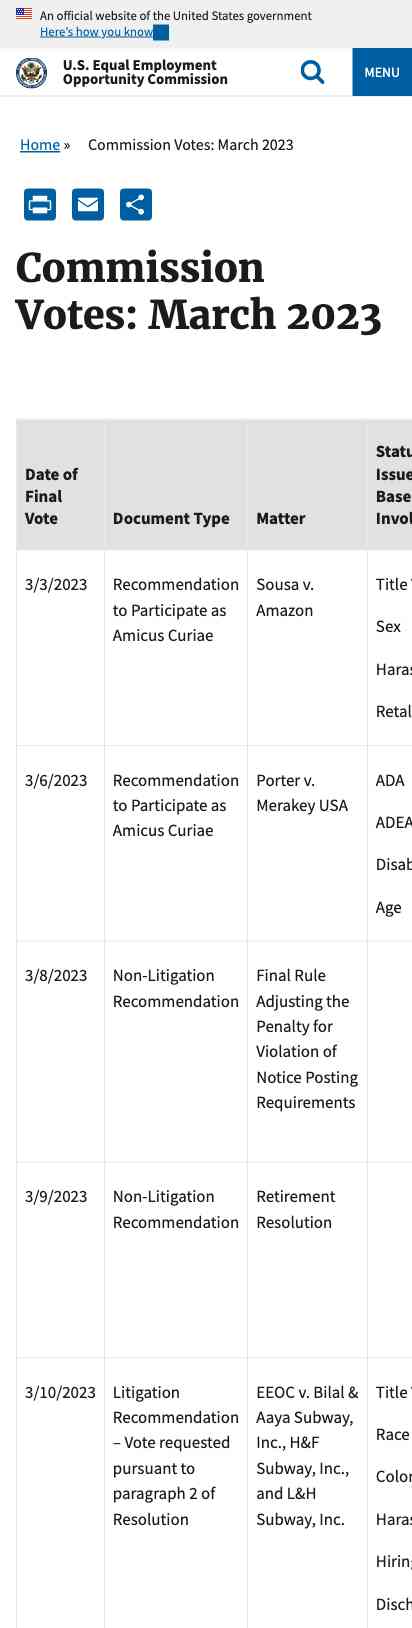 An official website of the United States government
Here's how you know
U.S. Equal Employment
Opportunity Commission
MENU
Home » Commission Votes: March 2023
Commission
Votes: March 2023
Date of
Final
Vote
Document Type
Matter
Statu
Issue
Base
Invol
3/3/2023
Recommendation
to Participate as
Amicus Curiae
Sousa v.
Amazon
Title
Sex
Haras
Retal
3/6/2023
Recommendation
to Participate as
Amicus Curiae
Porter v.
Merakey USA
ADA
ADEA
Disab
Age
3/8/2023
Non-Litigation
Recommendation
Final Rule
Adjusting the
Penalty for
Violation of
Notice Posting
Requirements
3/9/2023
Non-Litigation
Recommendation
Retirement
Resolution
3/10/2023
Litigation
Recommendation
– Vote requested
pursuant to
paragraph 2 of
Resolution
EEOC v. Bilal &
Aaya Subway,
Inc., H&F
Subway, Inc.,
and L&H
Subway, Inc.
Title
Race
Color
Haras
Hiring
Disch